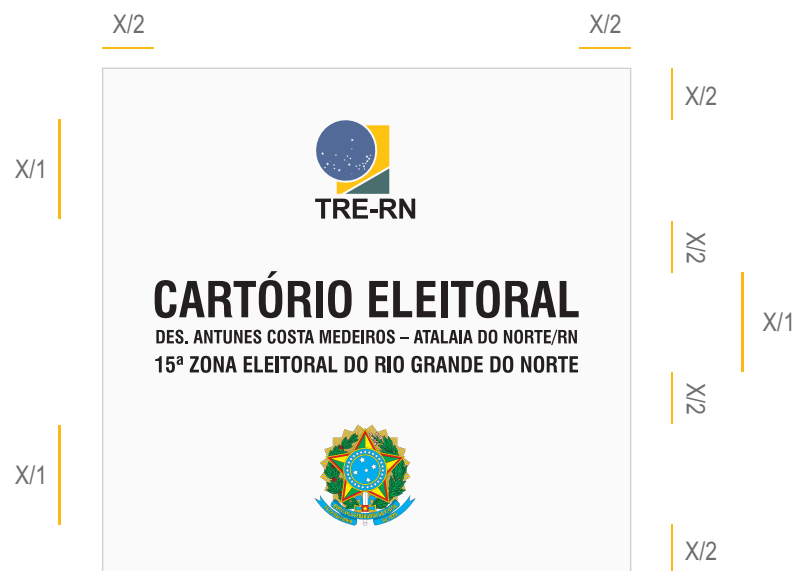 X/2
X/2
X/2
X/1
TRE-RN
X/2
CARTÓRIO ELEITORAL
DES. ANTUNES COSTA MEDEIROS – ATALAIA DO NORTE/RN
15ª ZONA ELEITORAL DO RIO GRANDE DO NORTE
X/1
X/2
X/1
X/2